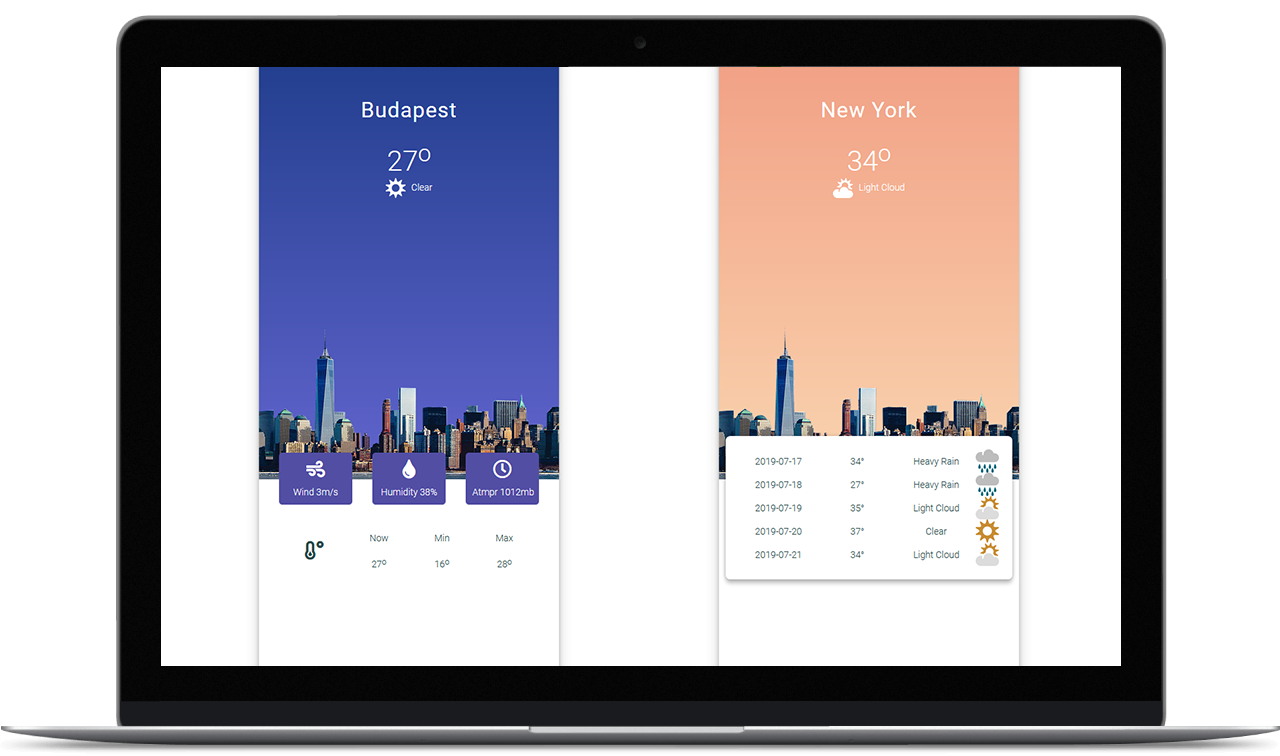 Budapest
27º
Clear
Wind 3m/s
Humidity 38%
Atmpr 1012mb
Now Min Max
27º 16º 28º
New York
34º
Light Cloud
2019-07-17 34° Heavy Rain
2019-07-18 27° Heavy Rain
2019-07-19 35° Light Cloud
2019-07-20 37° Clear
2019-07-21 34° Light Cloud